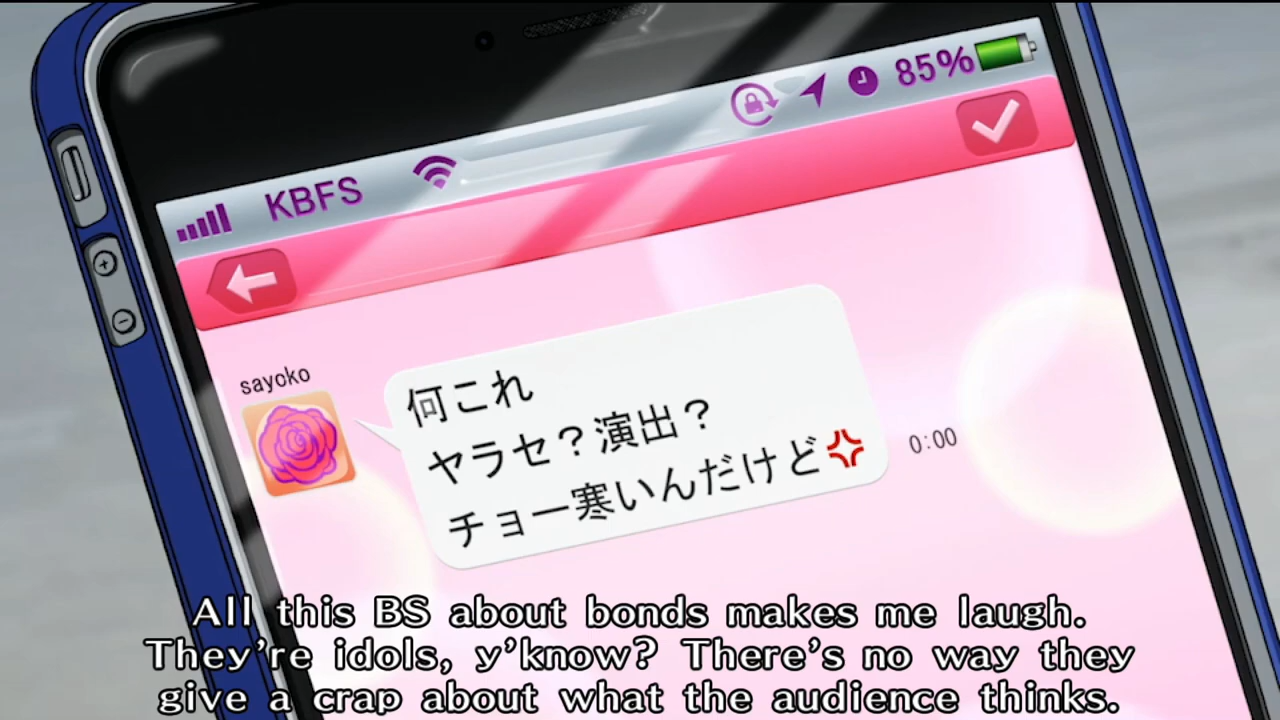 KBFS 85%
sayoko
何これ
ヤラセ？演出？
チョー寒いんだけど
0:00
All this BS about bonds makes me laugh.
They're idols, y'know? There's no way they
give a crap about what the audience thinks.